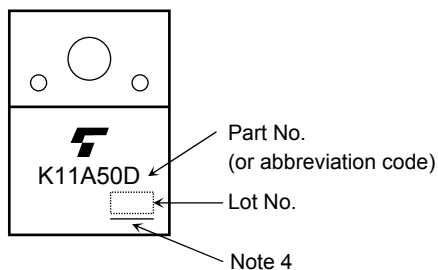 K11A50D
Part No.
(or abbreviation code)
Lot No.
Note 4